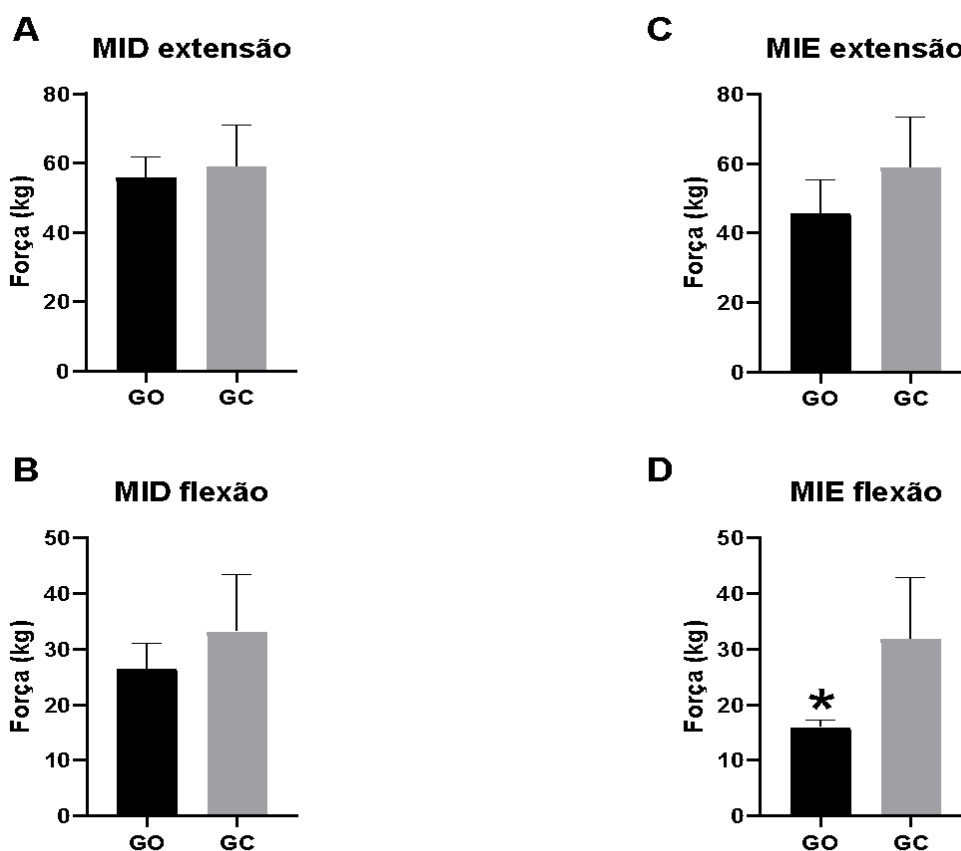 A
MID extensão
Força (kg)
80
60
40
20
0
GO
GC
C
MIE extensão
Força (kg)
80
60
40
20
0
GO
GC
B
MID flexão
Força (kg)
50
40
30
20
10
0
GO
GC
D
MIE flexão
Força (kg)
50
40
30
20
10
0
*
GO
GC